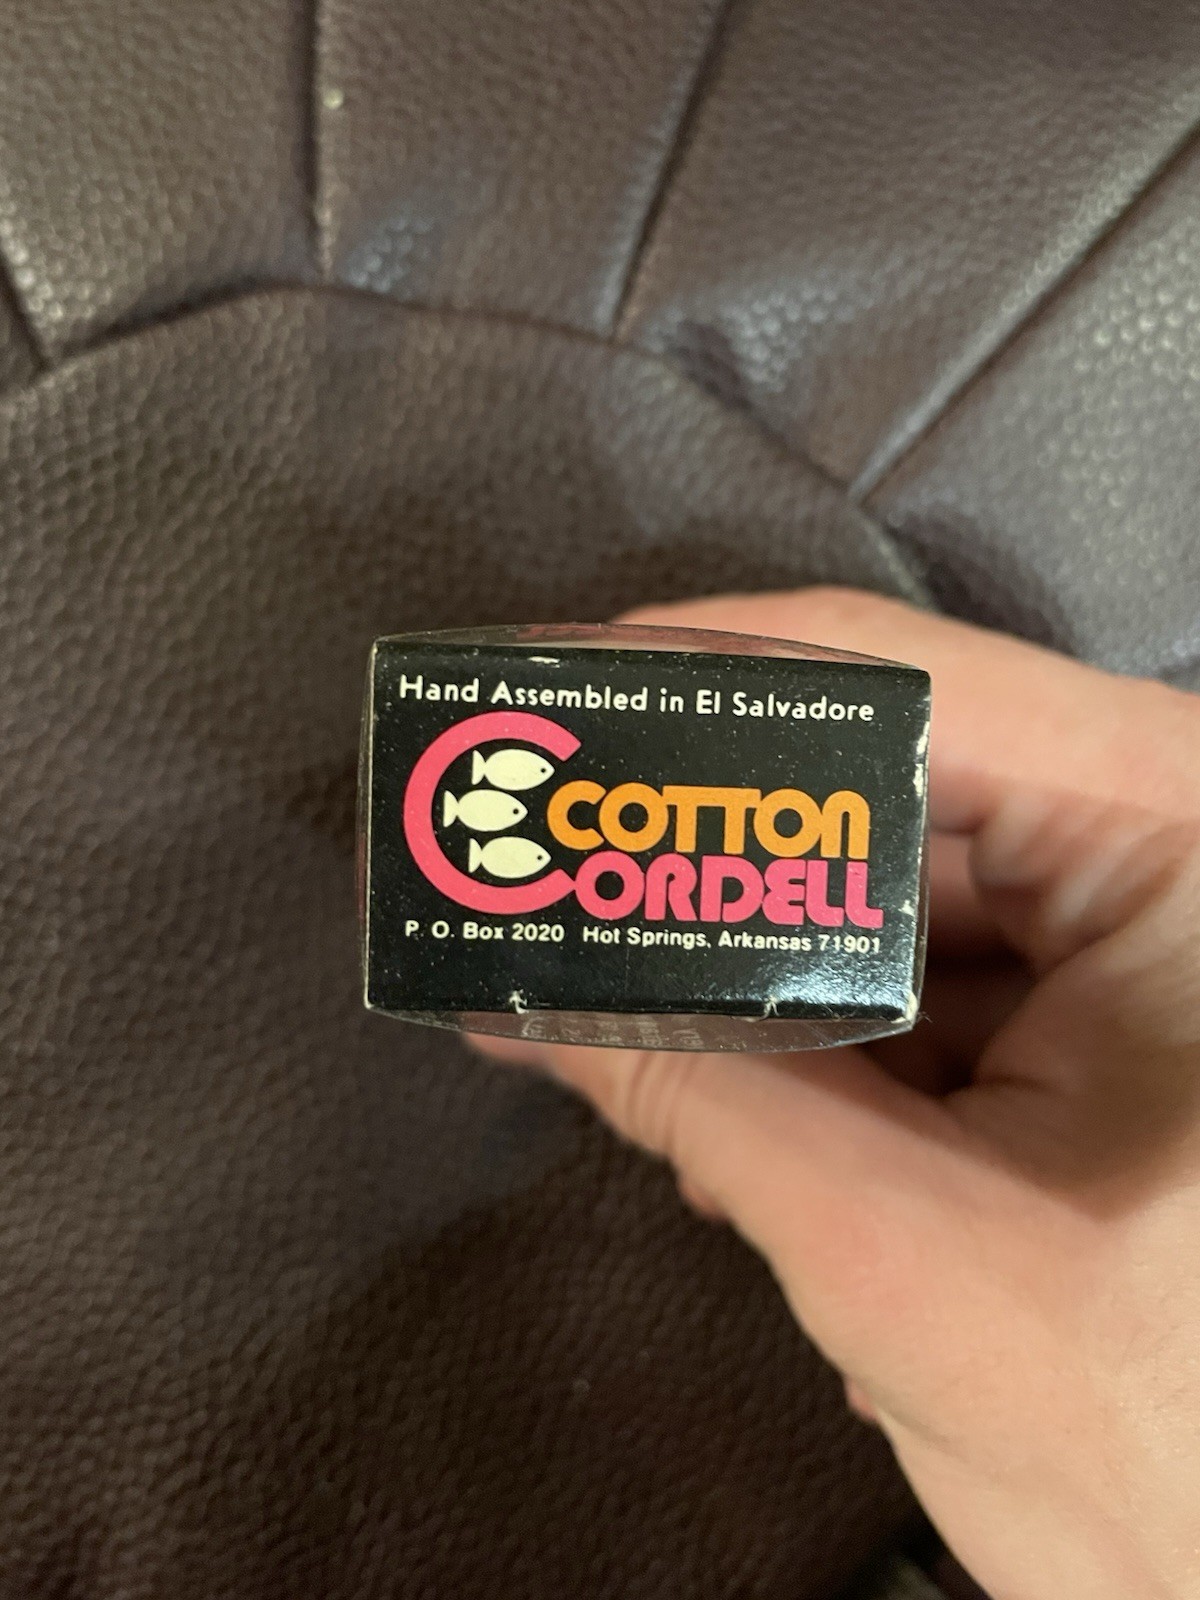 Hand Assembled in El Salvadore
COTTON
CORDELL
P. O. Box 2020 Hot Springs, Arkansas 71901